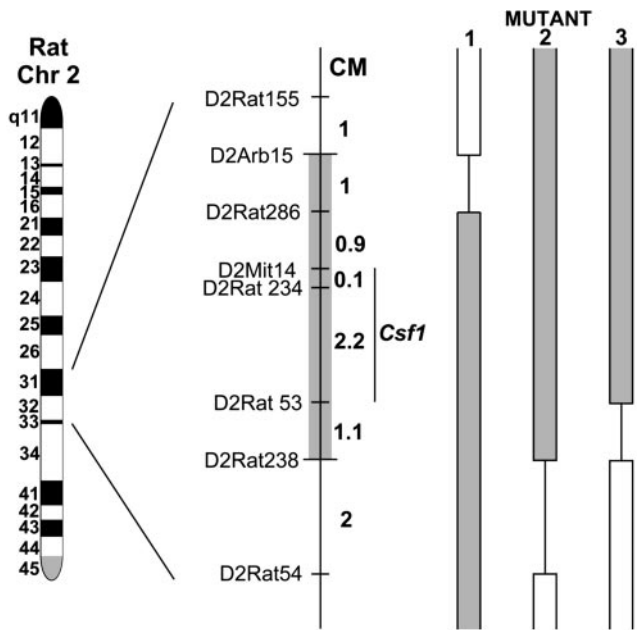 Rat
Chr 2
q11
12
13
14
15
16
21
22
23
24
25
26
31
32
33
34
41
42
43
44
45
CM
D2Rat155
1
D2Arb15
1
D2Rat286
0.9
D2Mit14
0.1
D2Rat 234
2.2
Csf1
D2Rat 53
1.1
D2Rat238
2
D2Rat54
MUTANT
1 2 3